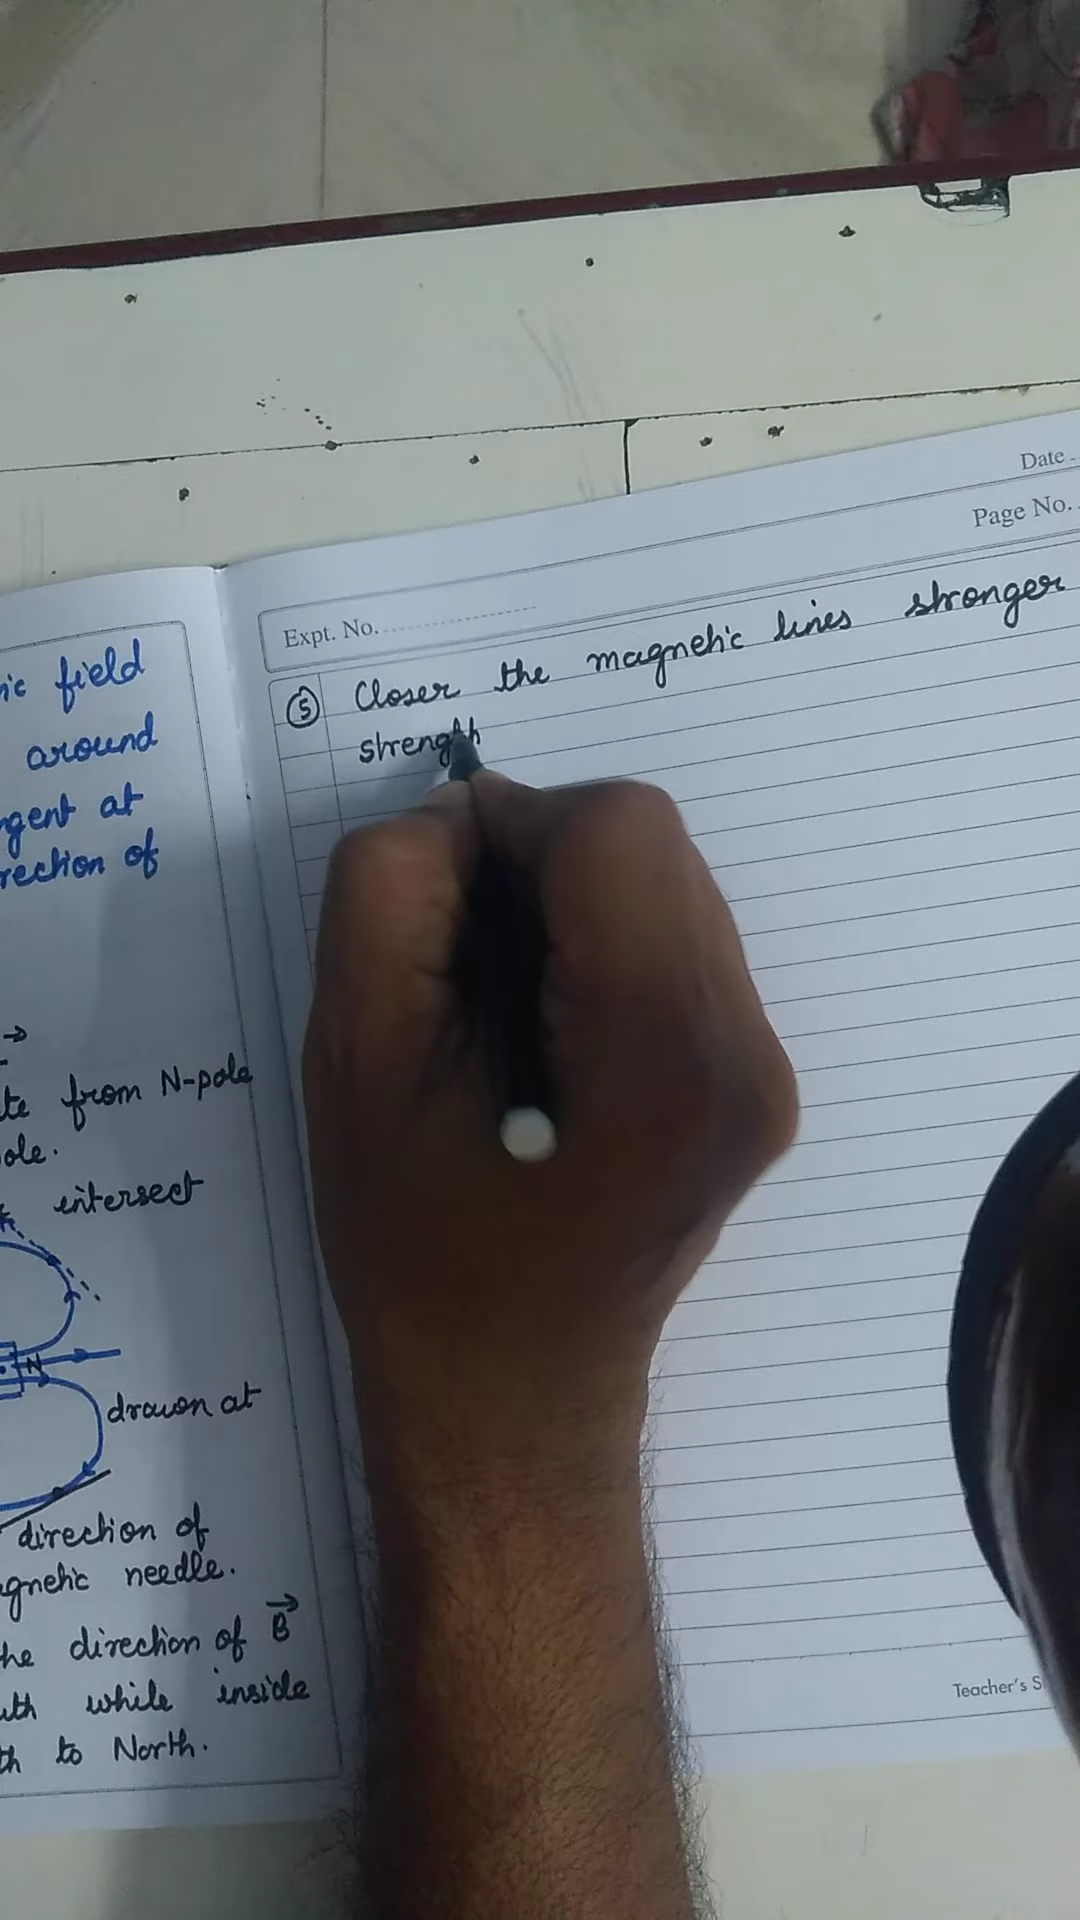 ic field
around
gent at
rection of
te from N-pole
ole.
intersect
N
drawn at
direction of
gnetic needle.
he direction of B
uth while inside
th to North.
Date
Page No.
Expt. No.
5 Closer the magnetic lines stronger
strength
Teacher's S